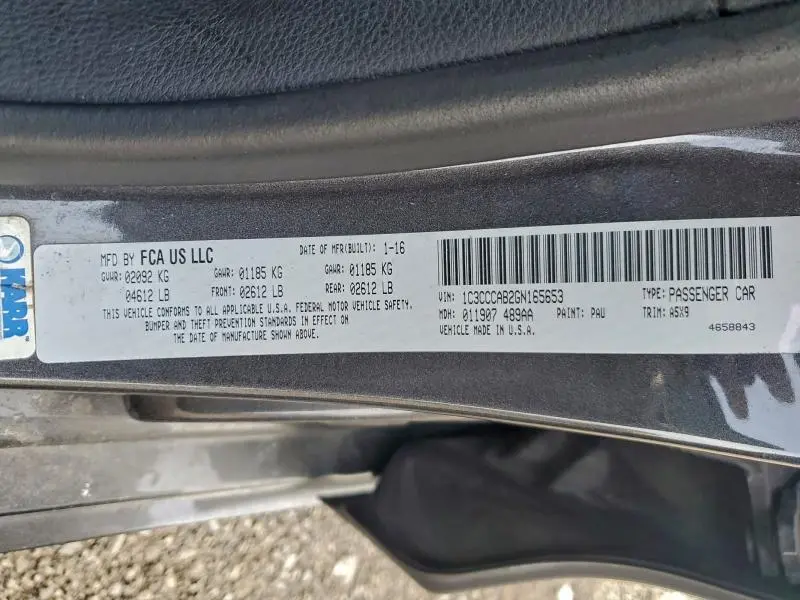 KARR
MFD BY FCA US LLC DATE OF MFR(BUILT): 1-16
GVWR: 02092 KG GAWR: 01185 KG GAWR: 01185 KG
04612 LB FRONT: 02612 LB REAR: 02612 LB
THIS VEHICLE CONFORMS TO ALL APPLICABLE U.S.A. FEDERAL MOTOR VEHICLE SAFETY,
BUMPER AND THEFT PREVENTION STANDARDS IN EFFECT ON
THE DATE OF MANUFACTURE SHOWN ABOVE.
VIN: 1C3CCCAB2GN165653 TYPE: PASSENGER CAR
MDH: 011907 489AA PAINT: PAU TRIM: A5X9
VEHICLE MADE IN U.S.A. 4658843